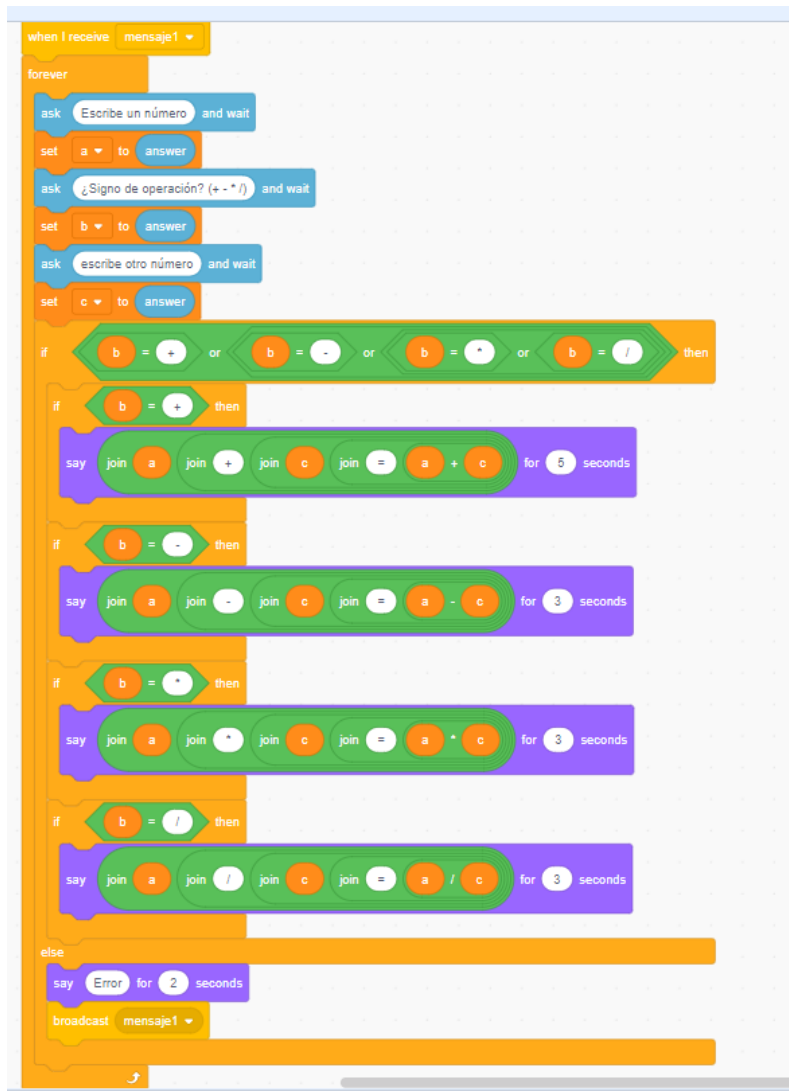 when I receive mensaje1
forever
ask Escribe un número and wait
set a to answer
ask ¿Signo de operación? (+ - * /) and wait
set b to answer
ask escribe otro número and wait
set c to answer
if b = + or b = - or b = * or b = / then
if b = + then
say join a join + join c join = a + c for 5 seconds
if b = - then
say join a join - join c join = a - c for 3 seconds
if b = * then
say join a join * join c join = a * c for 3 seconds
if b = / then
say join a join / join c join = a / c for 3 seconds
else
say Error for 2 seconds
broadcast mensaje1